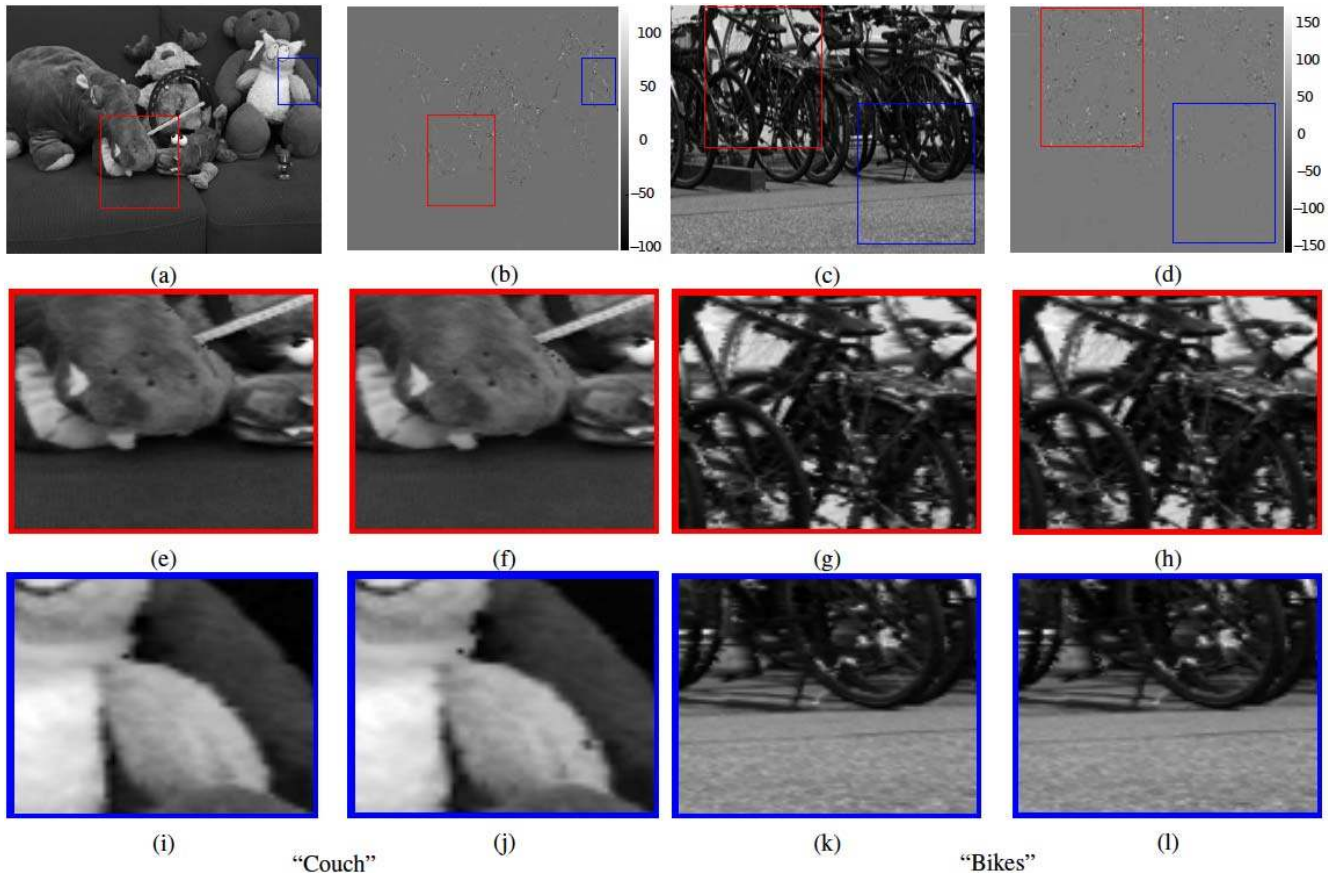 100
50
0
−50
−100
150
100
50
0
−50
−100
−150
(a)
(b)
(c)
(d)
(e)
(f)
(g)
(h)
(i)
(j)
(k)
(l)
“Couch”
“Bikes”